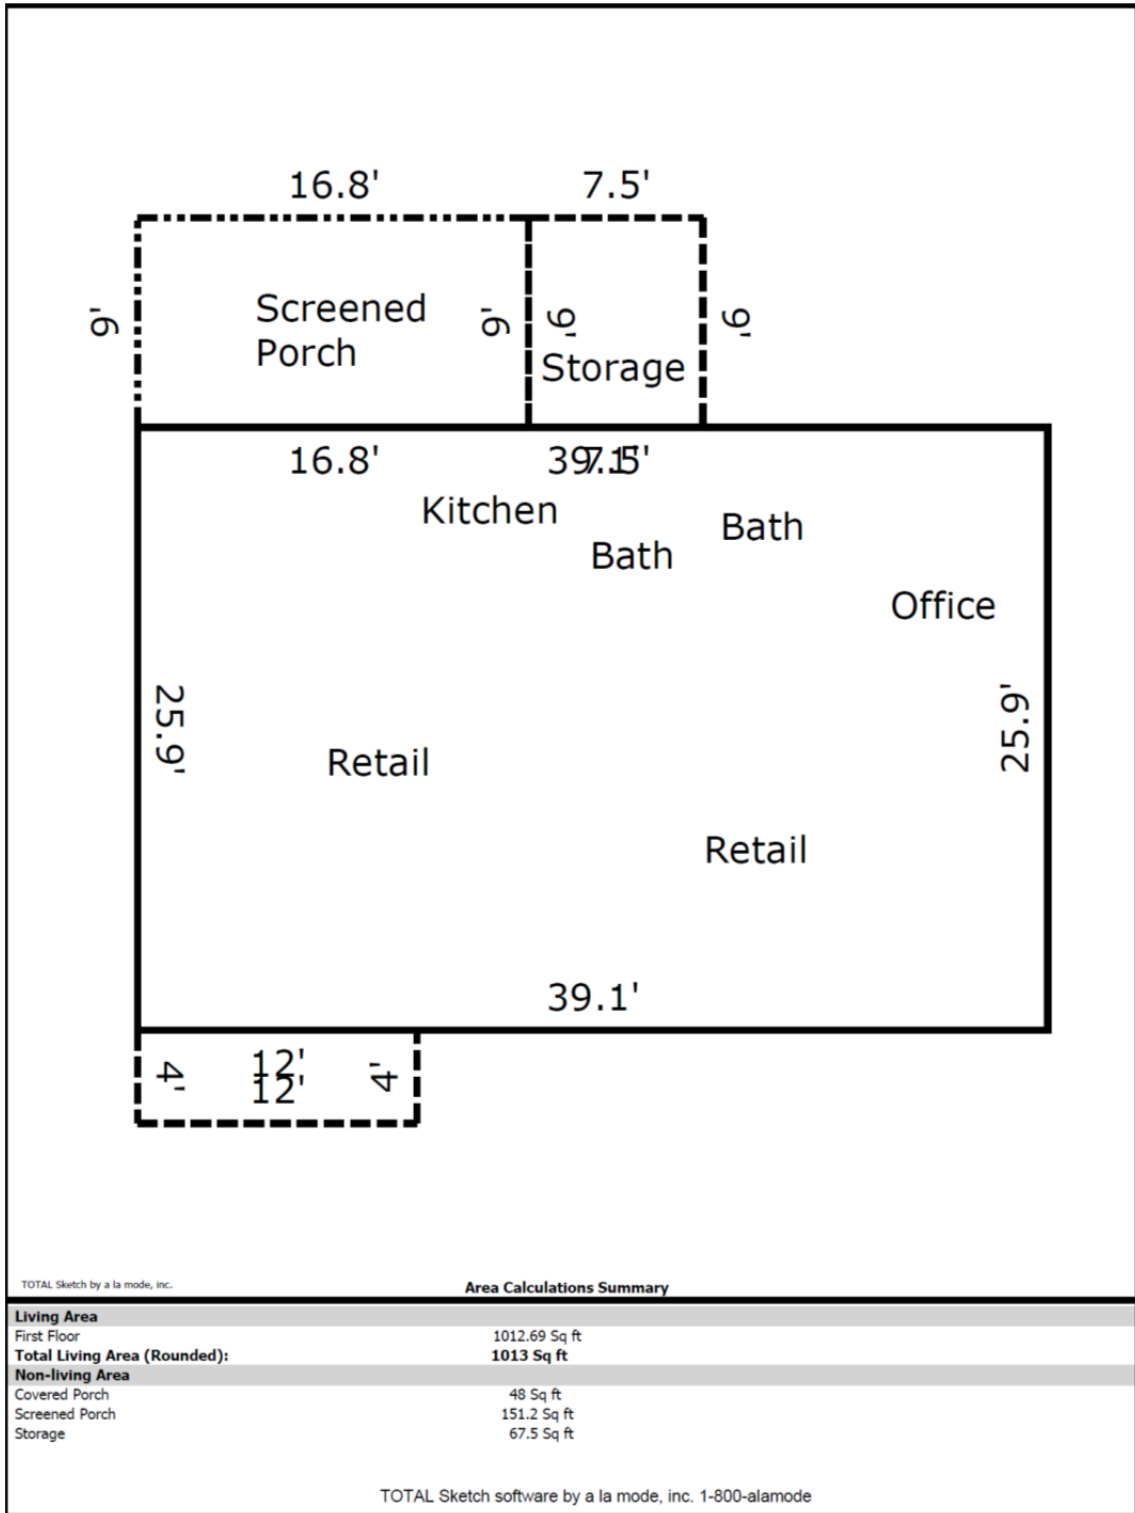 16.8'
7.5'
9'
Screened
Porch
9'
9'
Storage
9'
16.8'
39.1'
7.5'
Kitchen
Bath
Bath
Office
25.9'
25.9'
Retail
Retail
39.1'
4'
12'
12'
4'
TOTAL Sketch by a la mode, inc.
Area Calculations Summary
Living Area
First Floor 1012.69 Sq ft
Total Living Area (Rounded): 1013 Sq ft
Non-living Area
Covered Porch 48 Sq ft
Screened Porch 151.2 Sq ft
Storage 67.5 Sq ft
TOTAL Sketch software by a la mode, inc. 1-800-alamode